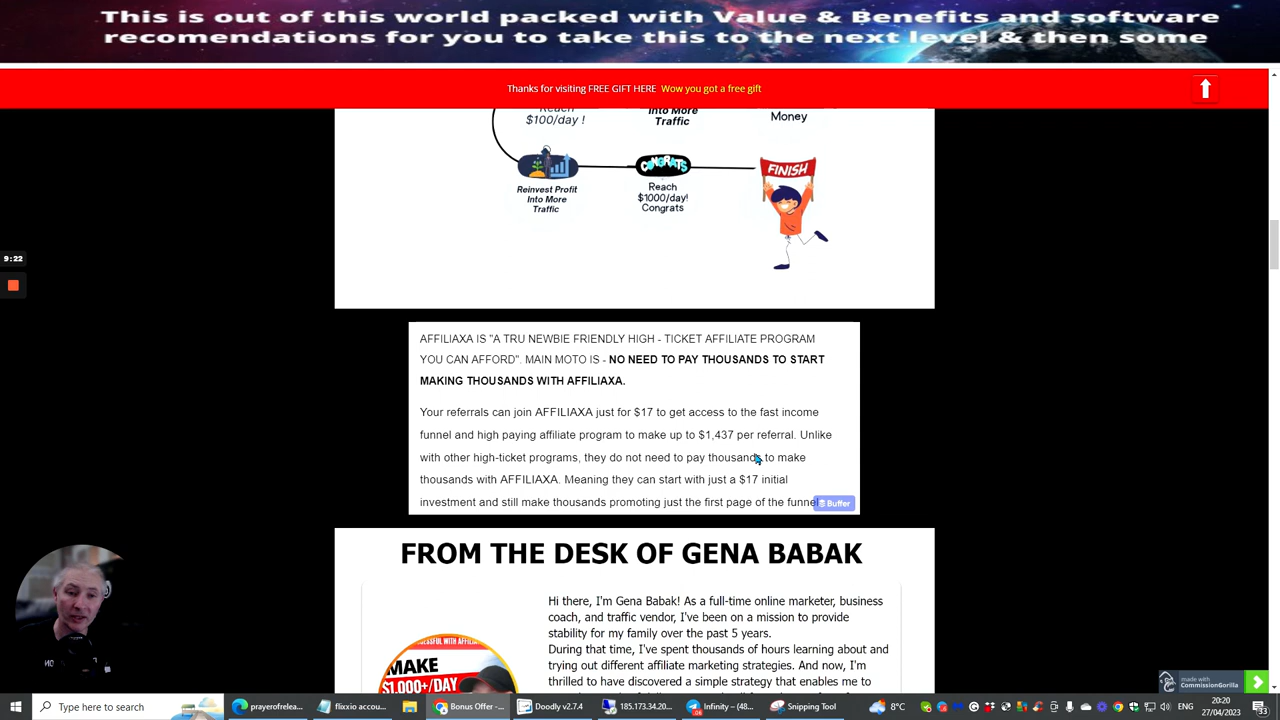 This is out of this world packed with Value & Benefits and software
recomendations for you to take this to the next level & then some
Thanks for visiting FREE GIFT HERE Wow you got a free gift
Reach
$100/day !
Into More
Traffic
Money
Reinvest Profit
Into More
Traffic
CONGRATS
Reach
$1000/day!
Congrats
FINISH
9:22
AFFILIAXA IS "A TRU NEWBIE FRIENDLY HIGH - TICKET AFFILIATE PROGRAM
YOU CAN AFFORD". MAIN MOTO IS - NO NEED TO PAY THOUSANDS TO START
MAKING THOUSANDS WITH AFFILIAXA.
Your referrals can join AFFILIAXA just for $17 to get access to the fast income
funnel and high paying affiliate program to make up to $1,437 per referral. Unlike
with other high-ticket programs, they do not need to pay thousands to make
thousands with AFFILIAXA. Meaning they can start with just a $17 initial
investment and still make thousands promoting just the first page of the funnel
Buffer
FROM THE DESK OF GENA BABAK
Hi there, I'm Gena Babak! As a full-time online marketer, business
coach, and traffic vendor, I've been on a mission to provide
stability for my family over the past 5 years.
During that time, I've spent thousands of hours learning about and
trying out different affiliate marketing strategies. And now, I'm
thrilled to have discovered a simple strategy that enables me to
MAKE
$1,000+/DAY
made with
CommissionGorilla
Type here to search
prayerofrelea...
flixxio accou...
Bonus Offer -...
Doodly v2.7.4
185.173.34.20...
Infinity – (48...
Snipping Tool
8°C
ENG
20:20
27/04/2023